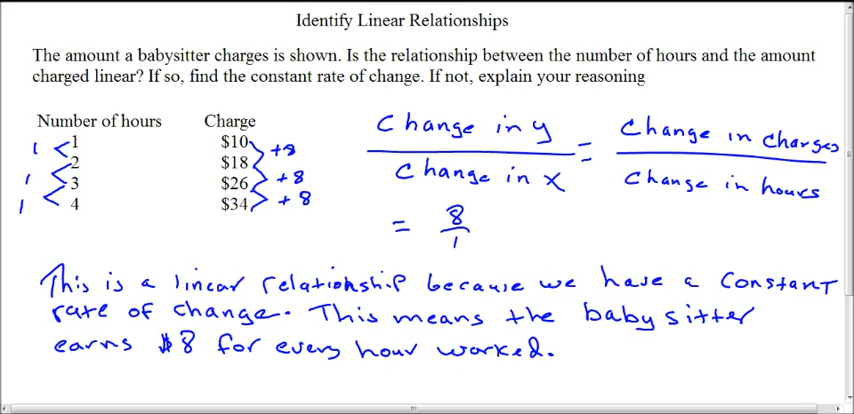 Identify Linear Relationships
The amount a babysitter charges is shown. Is the relationship between the number of hours and the amount
charged linear? If so, find the constant rate of change. If not, explain your reasoning
Number of hours Charge
1 $10
2 $18
3 $26
4 $34
1
1
1
+8
+8
+8
Change in y / Change in x = Change in charges / Change in hours
= 8/1
This is a linear relationship because we have a constant
rate of change. This means the babysitter
earns $8 for every hour worked.